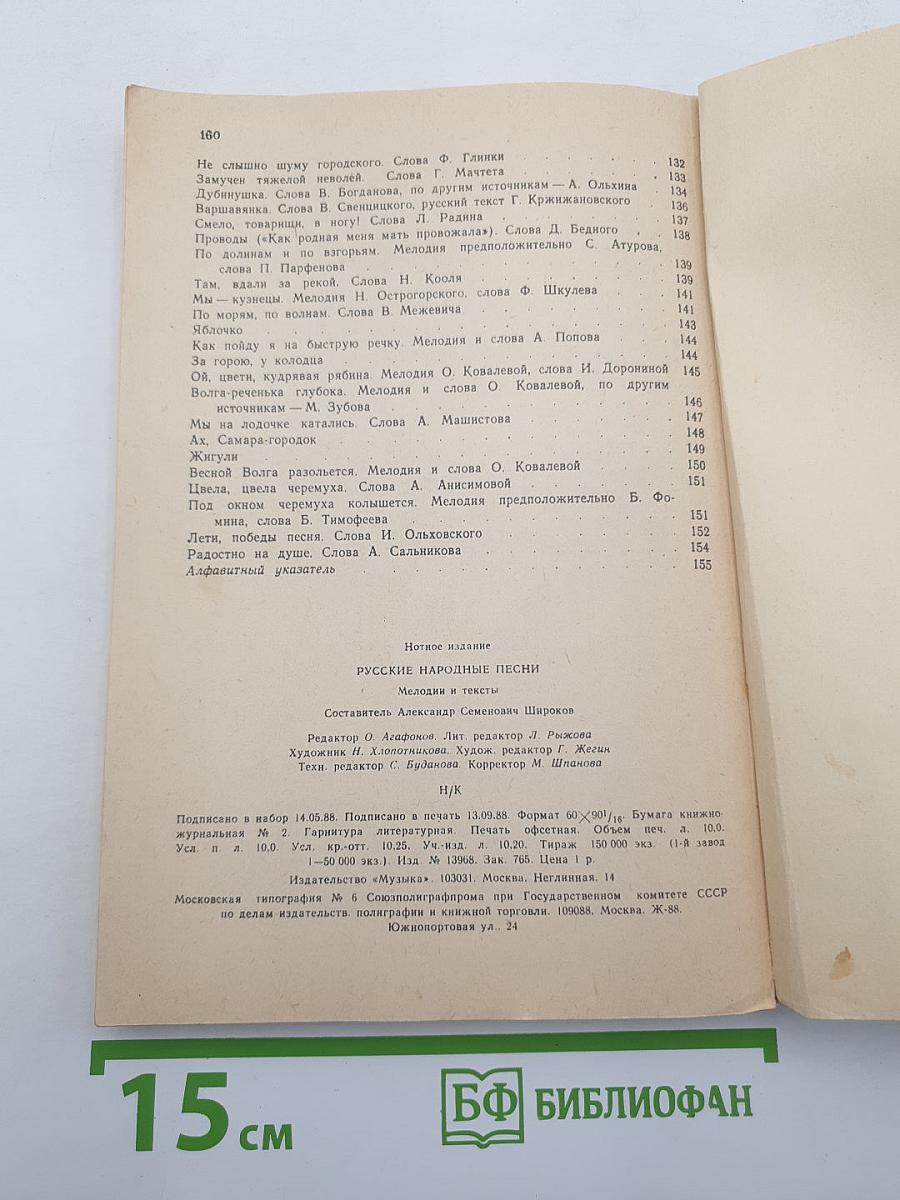 160
Не слышно шуму городского. Слова Ф. Глинки . . . . . . 132
Замучен тяжелой неволей. Слова Г. Мачтета . . . . . . 133
Дубинушка. Слова В. Богданова, по другим источникам — А. Ольхина . 134
Варшавянка. Слова В. Свенцицкого, русский текст Г. Кржижановского . 136
Смело, товарищи, в ногу! Слова Л. Радина . . . . . . 137
Проводы («Как родная меня мать провожала»). Слова Д. Бедного . . 138
По долинам и по взгорьям. Мелодия предположительно С. Атурова,
слова П. Парфенова . . . . . . . . . . 139
Там, вдали за рекой. Слова Н. Кооля . . . . . . . 139
Мы — кузнецы. Мелодия Н. Острогорского, слова Ф. Шкулева . . . 141
По морям, по волнам. Слова В. Межевича . . . . . . 141
Яблочко . . . . . . . . . . . . 143
Как пойду я на быструю речку. Мелодия и слова А. Попова . . . 144
За горою, у колодца . . . . . . . . . . 144
Ой, цвети, кудрявая рябина. Мелодия О. Ковалевой, слова И. Дорониной 145
Волга-реченька глубока. Мелодия и слова О. Ковалевой, по другим
источникам — М. Зубова . . . . . . . . . 146
Мы на лодочке катались. Слова А. Машистова . . . . . 147
Ах, Самара-городок . . . . . . . . . . 148
Жигули . . . . . . . . . . . . 149
Весной Волга разольется. Мелодия и слова О. Ковалевой . . . . 150
Цвела, цвела черемуха. Слова А. Анисимовой . . . . . . 151
Под окном черемуха колышется. Мелодия предположительно Б. Фо-
мина, слова Б. Тимофеева . . . . . . . . . 151
Лети, победы песня. Слова И. Ольховского . . . . . . 152
Радостно на душе. Слова А. Сальникова . . . . . . 154
Алфавитный указатель . . . . . . . . . . 155
Нотное издание
РУССКИЕ НАРОДНЫЕ ПЕСНИ
Мелодии и тексты
Составитель Александр Семенович Широков
Редактор О. Агафонов. Лит. редактор Л. Рыжова
Художник Н. Хлопотникова. Худож. редактор Г. Жегин
Техн. редактор С. Буданова. Корректор М. Шпанова
Н/К
Подписано в набор 14.05.88. Подписано в печать 13.09.88. Формат 60×90¹/₁₆. Бумага книжно-
журнальная № 2. Гарнитура литературная. Печать офсетная. Объем печ. л. 10,0.
Усл. п. л. 10,0. Усл. кр.-отт. 10,25. Уч.-изд. л. 10,20. Тираж 150 000 экз. (1-й завод
1—50 000 экз.). Изд. № 13968. Зак. 765. Цена 1 р.
Издательство «Музыка», 103031, Москва, Неглинная, 14
Московская типография № 6 Союзполиграфпрома при Государственном комитете СССР
по делам издательств, полиграфии и книжной торговли. 109088, Москва, Ж-88,
Южнопортовая ул., 24
15 см
БФ БИБЛИОФАН